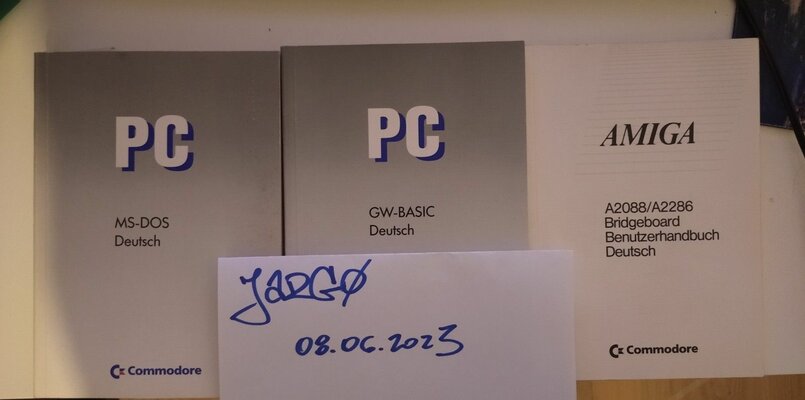 PC
MS-DOS
Deutsch
Commodore
PC
GW-BASIC
Deutsch
AMIGA
A2088/A2286
Bridgeboard
Benutzerhandbuch
Deutsch
Commodore
JARGØ
08.06.2023